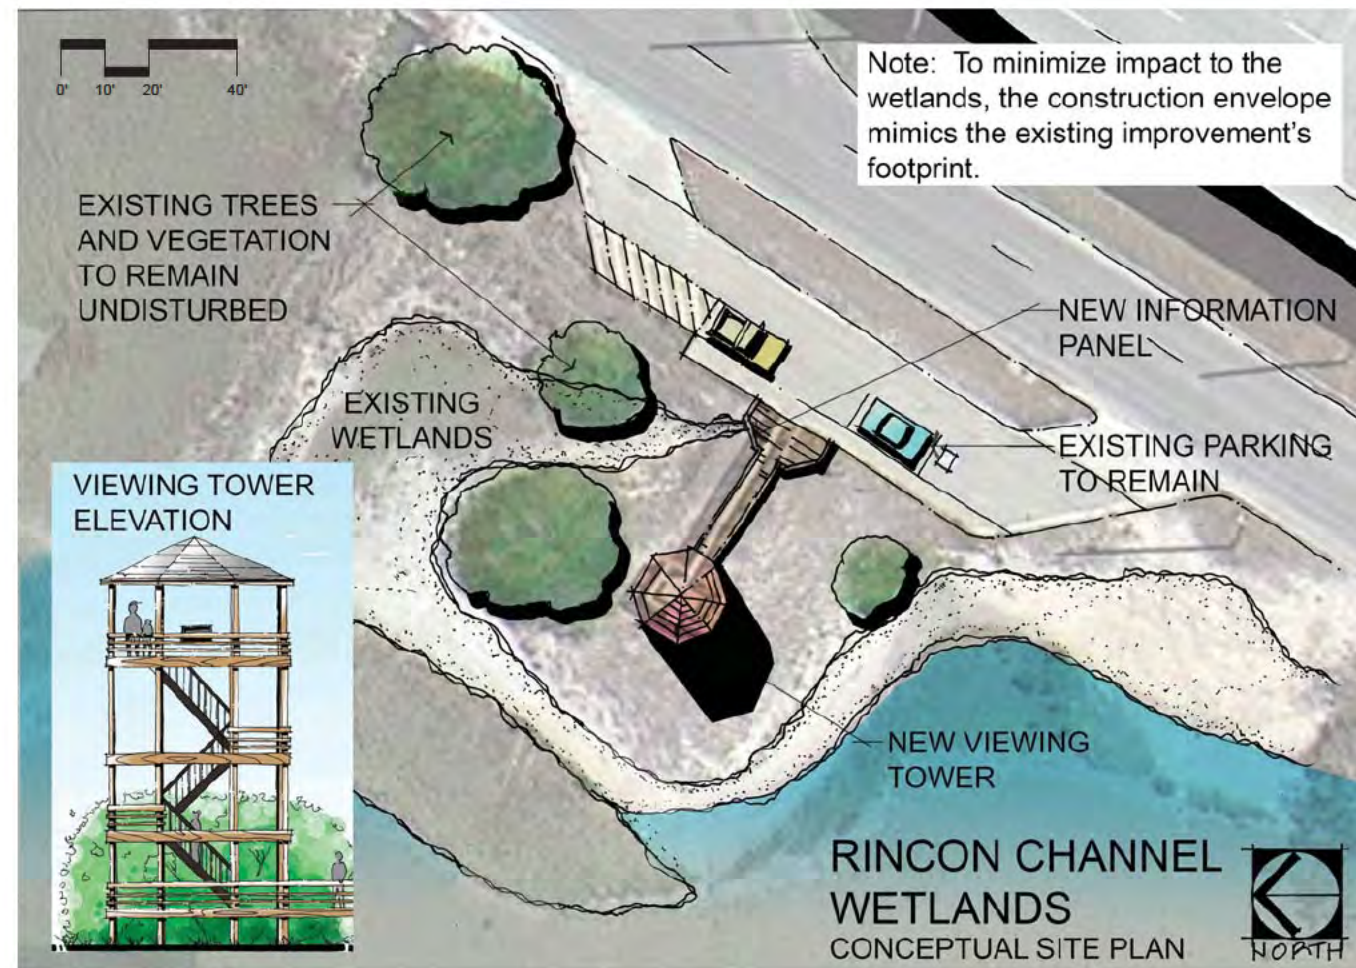 0' 10' 20' 40'
Note: To minimize impact to the
wetlands, the construction envelope
mimics the existing improvement's
footprint.
EXISTING TREES
AND VEGETATION
TO REMAIN
UNDISTURBED
NEW INFORMATION
PANEL
EXISTING
WETLANDS
EXISTING PARKING
TO REMAIN
VIEWING TOWER
ELEVATION
NEW VIEWING
TOWER
RINCON CHANNEL
WETLANDS
CONCEPTUAL SITE PLAN
NORTH